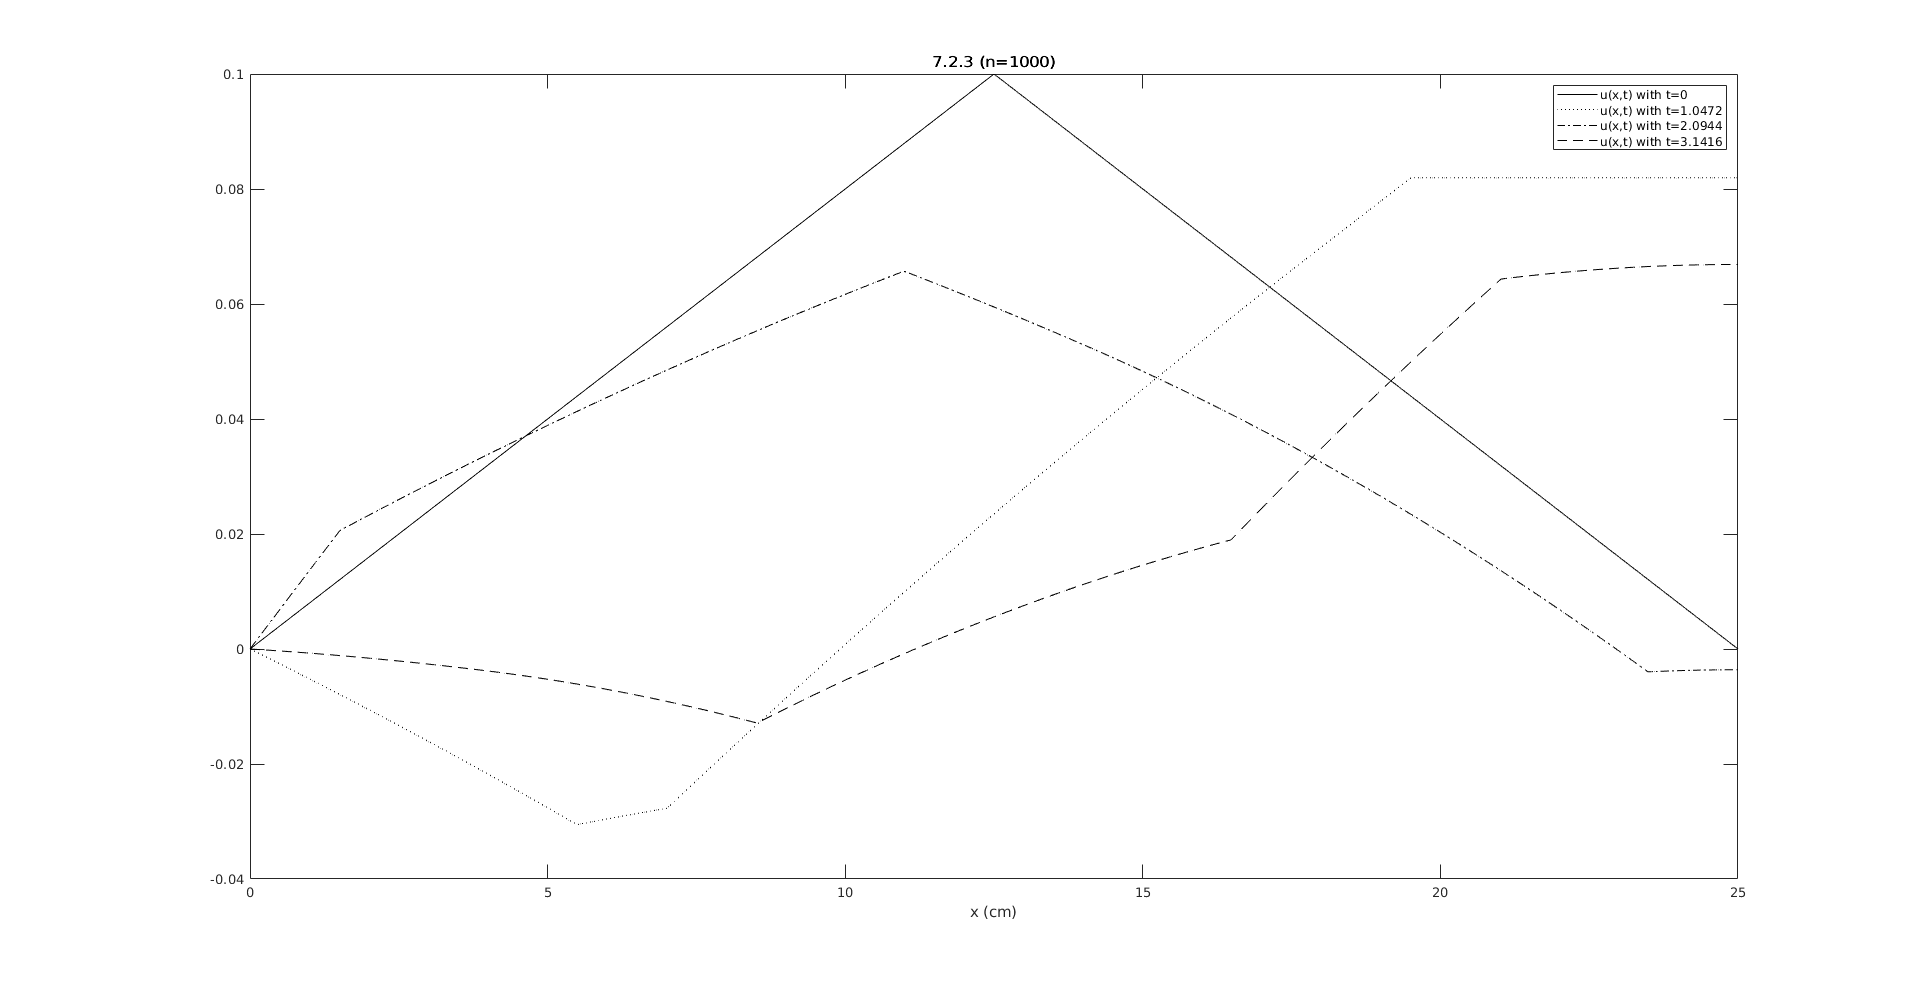 7.2.3 (n=1000)
0.1
0.08
0.06
0.04
0.02
0
-0.02
-0.04
u(x,t) with t=0
u(x,t) with t=1.0472
u(x,t) with t=2.0944
u(x,t) with t=3.1416
0 5 10 15 20 25
x (cm)